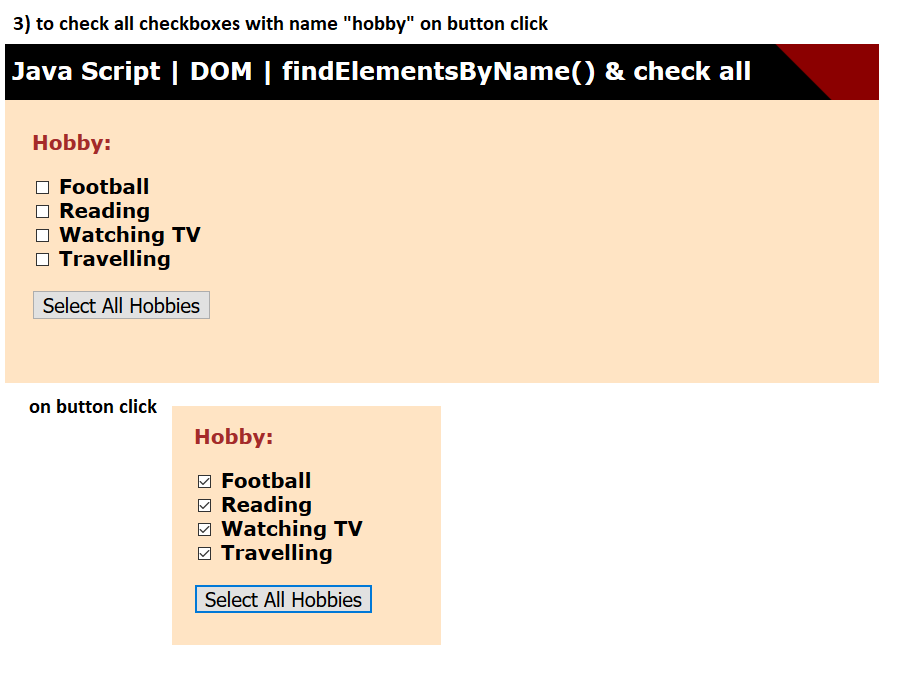 3) to check all checkboxes with name "hobby" on button click
Java Script | DOM | findElementsByName() & check all
Hobby:
Football
Reading
Watching TV
Travelling
Select All Hobbies
on button click
Hobby:
Football
Reading
Watching TV
Travelling
Select All Hobbies